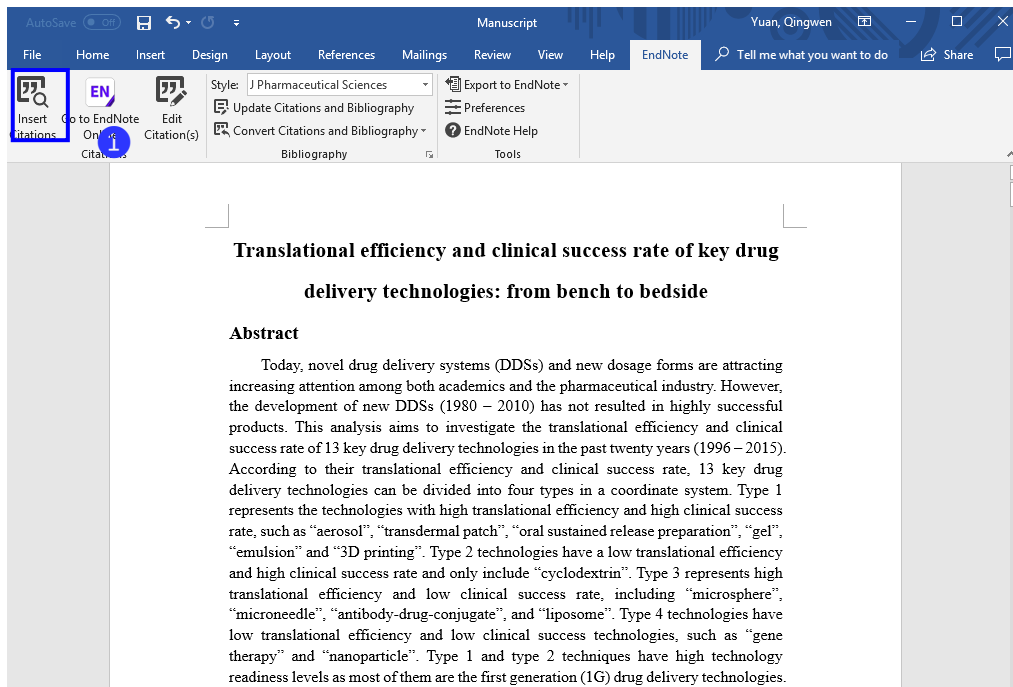 AutoSave Off Manuscript Yuan, Qingwen
File Home Insert Design Layout References Mailings Review View Help EndNote Tell me what you want to do Share
Insert Citations
Go to EndNote
Edit Citation(s)
1
Style: J Pharmaceutical Sciences
Update Citations and Bibliography
Convert Citations and Bibliography
Bibliography
Export to EndNote
Preferences
EndNote Help
Tools
Translational efficiency and clinical success rate of key drug
delivery technologies: from bench to bedside
Abstract
Today, novel drug delivery systems (DDSs) and new dosage forms are attracting
increasing attention among both academics and the pharmaceutical industry. However,
the development of new DDSs (1980 – 2010) has not resulted in highly successful
products. This analysis aims to investigate the translational efficiency and clinical
success rate of 13 key drug delivery technologies in the past twenty years (1996 – 2015).
According to their translational efficiency and clinical success rate, 13 key drug
delivery technologies can be divided into four types in a coordinate system. Type 1
represents the technologies with high translational efficiency and high clinical success
rate, such as “aerosol”, “transdermal patch”, “oral sustained release preparation”, “gel”,
“emulsion” and “3D printing”. Type 2 technologies have a low translational efficiency
and high clinical success rate and only include “cyclodextrin”. Type 3 represents high
translational efficiency and low clinical success rate, including “microsphere”,
“microneedle”, “antibody-drug-conjugate”, and “liposome”. Type 4 technologies have
low translational efficiency and low clinical success technologies, such as “gene
therapy” and “nanoparticle”. Type 1 and type 2 techniques have high technology
readiness levels as most of them are the first generation (1G) drug delivery technologies.